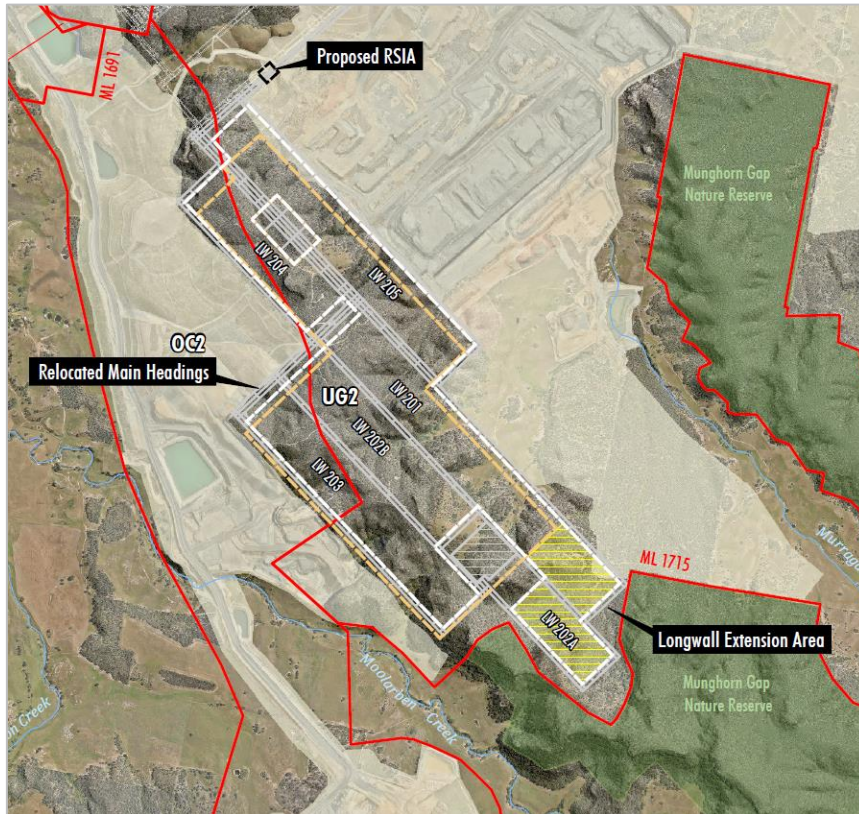 ML 1691
Proposed RSIA
Munghorn Gap
Nature Reserve
LW 204
LW 205
OC2
Relocated Main Headings
UG2
LW 201
LW 202B
LW 203
ML 1715
LW 202A
Longwall Extension Area
Munghorn Gap
Nature Reserve
Moolarben Creek
Creek